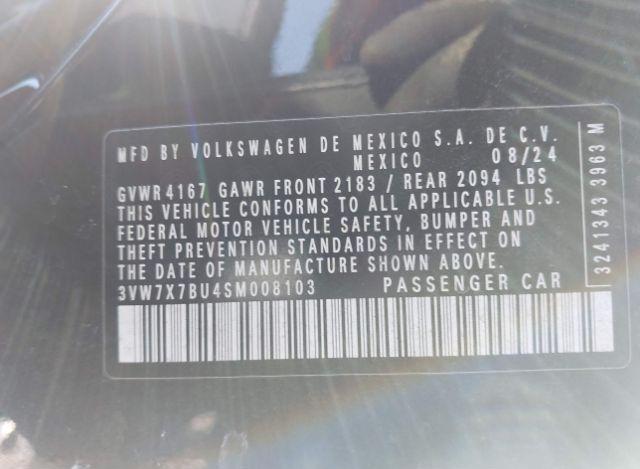 MFD BY VOLKSWAGEN DE MEXICO S.A. DE C.V.
MEXICO 08/24
GVWR 4167 GAWR FRONT 2183 / REAR 2094 LBS
THIS VEHICLE CONFORMS TO ALL APPLICABLE U.S.
FEDERAL MOTOR VEHICLE SAFETY, BUMPER AND
THEFT PREVENTION STANDARDS IN EFFECT ON
THE DATE OF MANUFACTURE SHOWN ABOVE.
3VW7X7BU4SM008103 PASSENGER CAR
3241343 3963 M